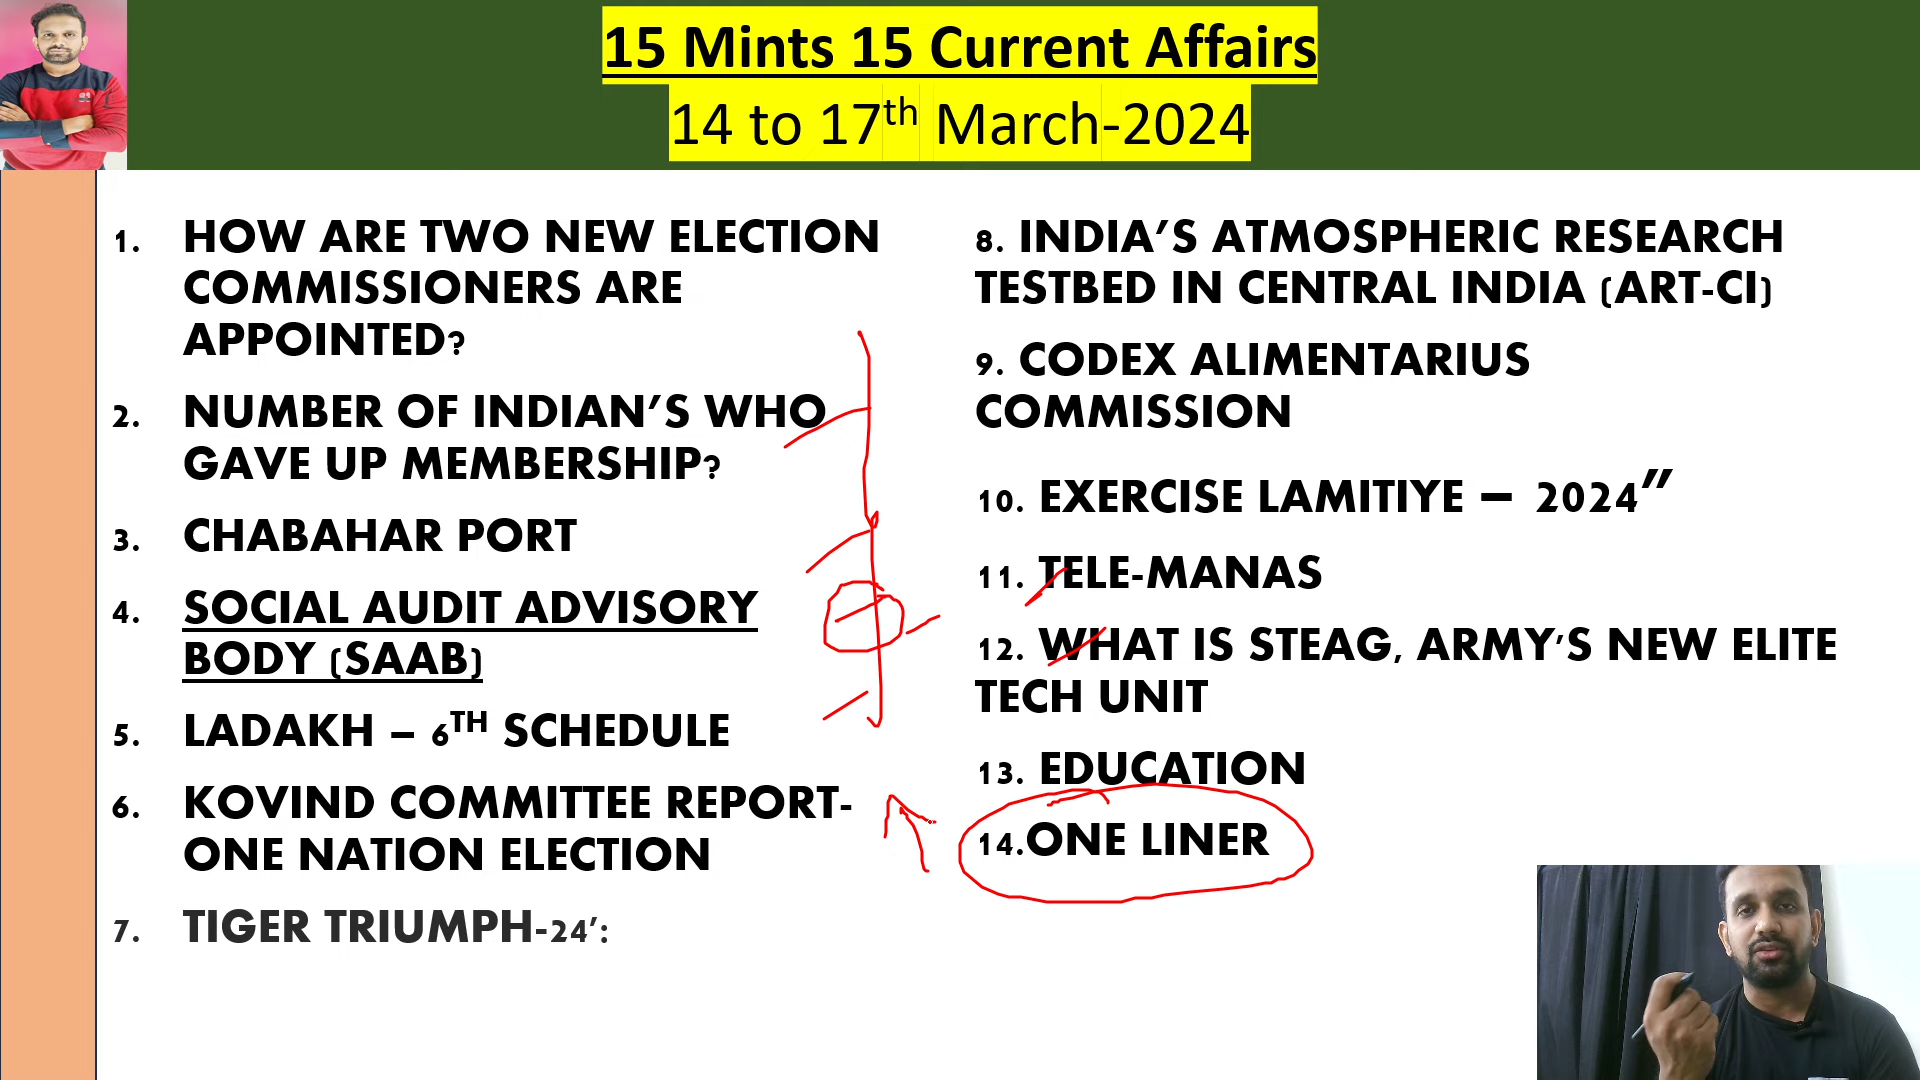 15 Mints 15 Current Affairs
14 to 17th March-2024
1. HOW ARE TWO NEW ELECTION
COMMISSIONERS ARE
APPOINTED?
2. NUMBER OF INDIAN’S WHO
GAVE UP MEMBERSHIP?
3. CHABAHAR PORT
4. SOCIAL AUDIT ADVISORY
BODY (SAAB)
5. LADAKH – 6TH SCHEDULE
6. KOVIND COMMITTEE REPORT-
ONE NATION ELECTION
7. TIGER TRIUMPH-24’:
8. INDIA’S ATMOSPHERIC RESEARCH
TESTBED IN CENTRAL INDIA (ART-CI)
9. CODEX ALIMENTARIUS
COMMISSION
10. EXERCISE LAMITIYE – 2024”
11. TELE-MANAS
12. WHAT IS STEAG, ARMY’S NEW ELITE
TECH UNIT
13. EDUCATION
14.ONE LINER